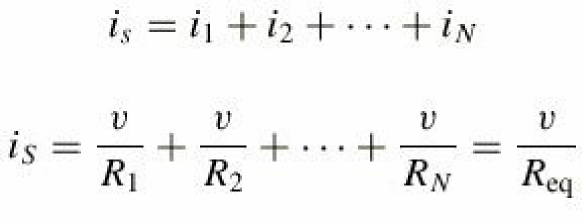 i_s = i_1 + i_2 + ··· + i_N
i_S = v/R_1 + v/R_2 + ··· + v/R_N = v/R_eq